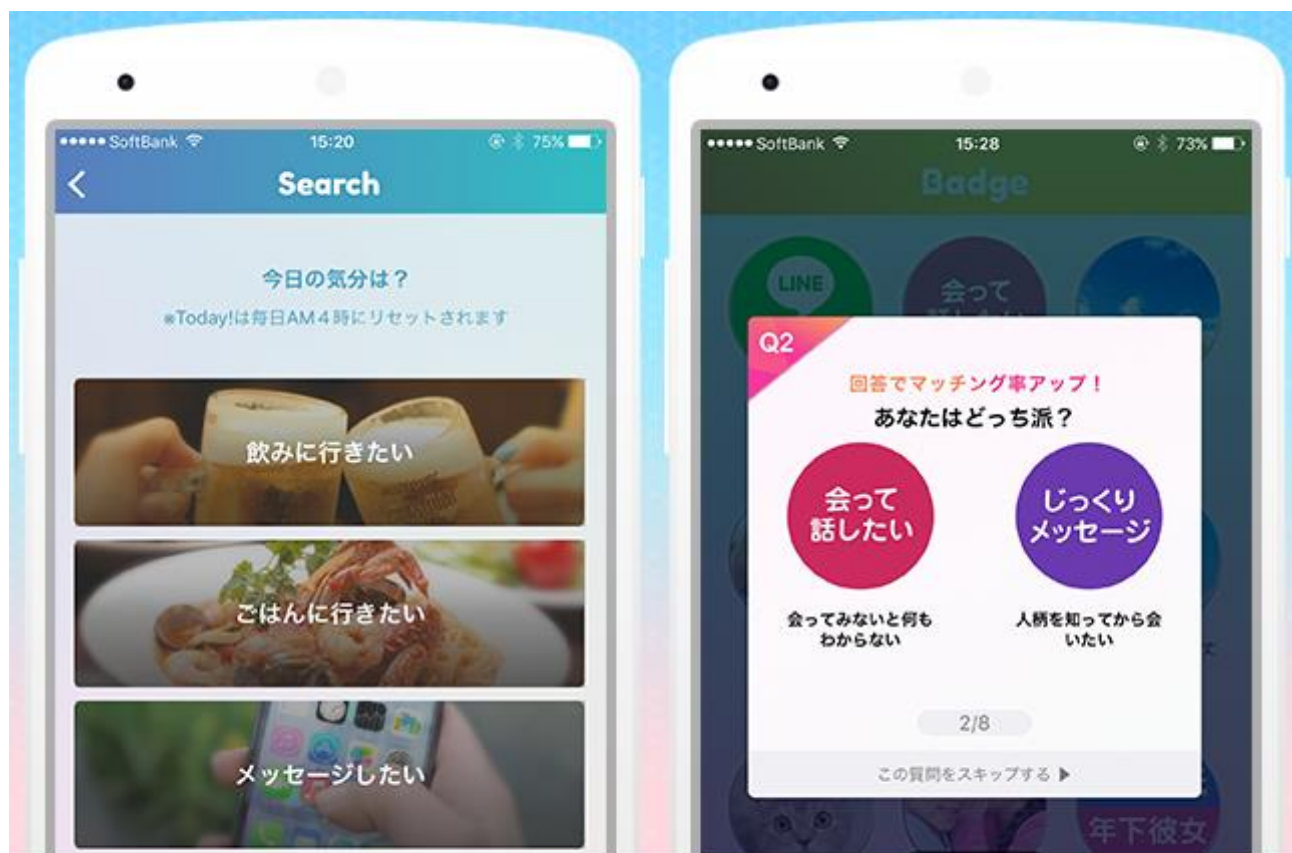 SoftBank 15:20 75%
Search
今日の気分は？
※Today!は毎日AM４時にリセットされます
飲みに行きたい
ごはんに行きたい
メッセージしたい
SoftBank 15:28 73%
Badge
LINE
会って
Q2
回答でマッチング率アップ！
あなたはどっち派？
会って
話したい
じっくり
メッセージ
会ってみないと何も
わからない
人柄を知ってから会
いたい
2/8
この質問をスキップする ▶
年下彼女